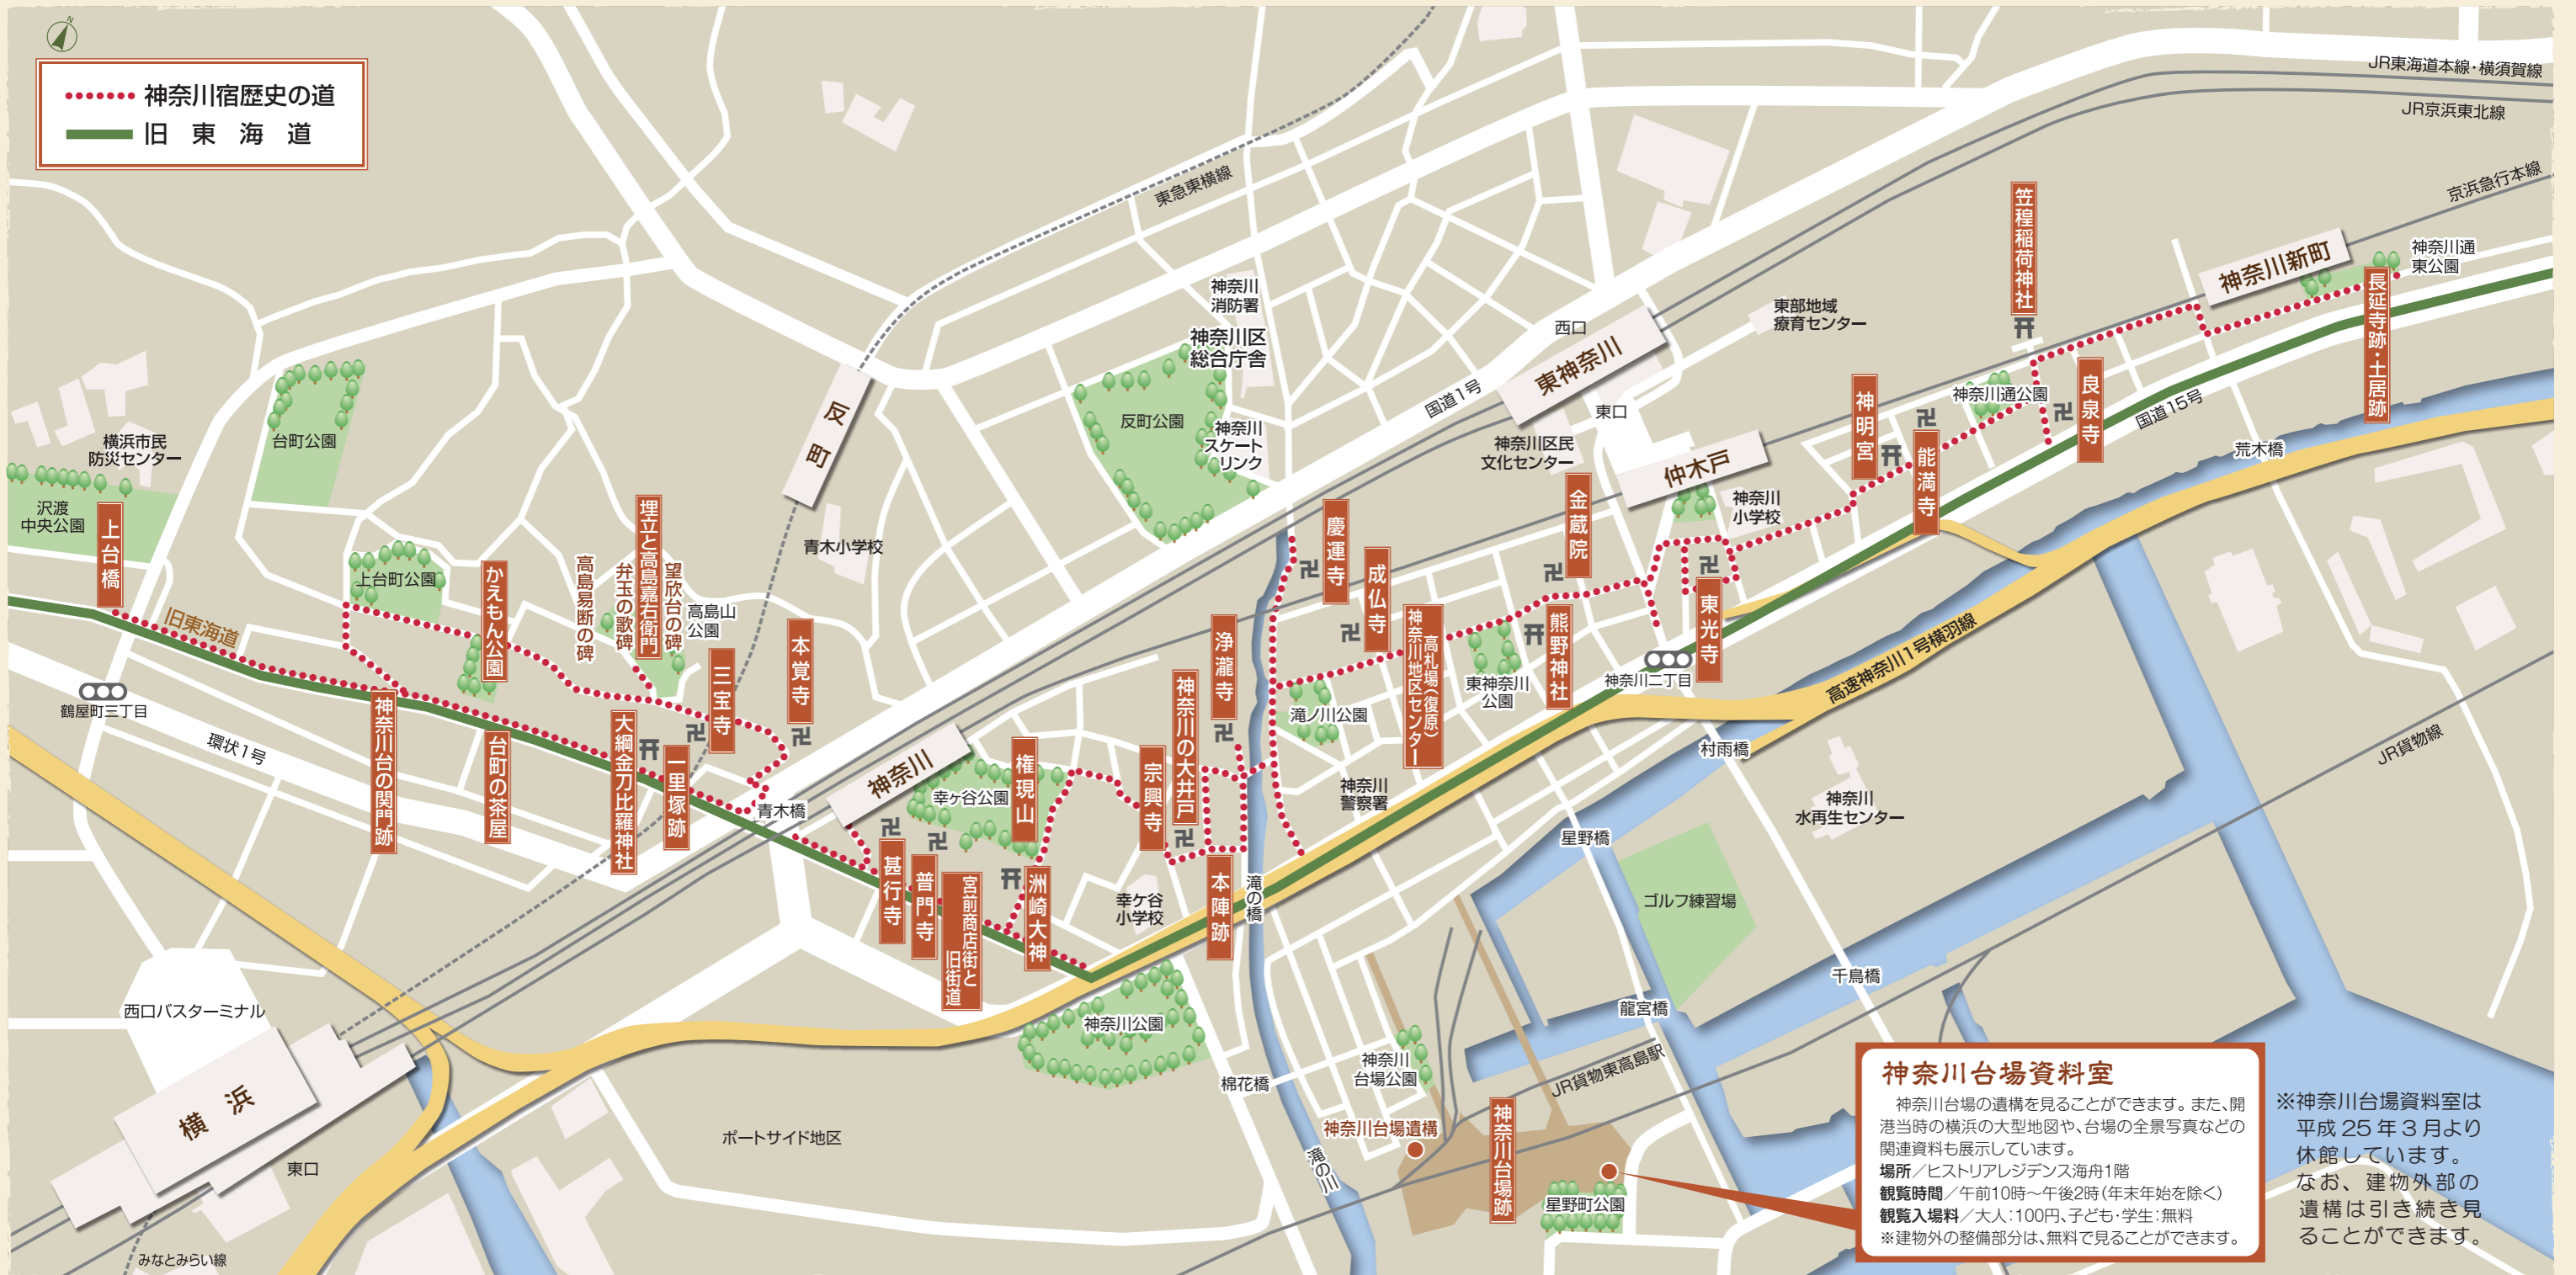 N
神奈川宿歴史の道
旧東海道
JR東海道本線・横須賀線
JR京浜東北線
京浜急行本線
東急東横線
神奈川通
東公園
神奈川新町
長延寺跡・土居跡
笠䅣稲荷神社
良泉寺
神奈川通公園
国道15号
荒木橋
神明宮
能満寺
東部地域
療育センター
西口
東神奈川
東口
国道1号
神奈川区民
文化センター
仲木戸
神奈川
小学校
金蔵院
東光寺
熊野神社
神奈川二丁目
東神奈川
公園
高札場(復原)
神奈川地区センター
成仏寺
慶運寺
滝ノ川公園
神奈川
警察署
神奈川
消防署
神奈川区
総合庁舎
反町公園
神奈川
スケート
リンク
反町
青木小学校
台町公園
横浜市民
防災センター
沢渡
中央公園
上台橋
旧東海道
上台町公園
かえもん公園
高島易断の碑
弁玉の歌碑
埋立と高島嘉右衛門
望欣台の碑
高島山
公園
三宝寺
本覚寺
鶴屋町三丁目
環状1号
神奈川台の関門跡
台町の茶屋
大綱金刀比羅神社
一里塚跡
青木橋
神奈川
幸ヶ谷公園
権現山
甚行寺
普門寺
宮前商店街と
旧街道
洲崎大神
宗興寺
神奈川の大井戸
浄瀧寺
本陣跡
滝の橋
幸ケ谷
小学校
高速神奈川1号横羽線
村雨橋
神奈川
水再生センター
JR貨物線
星野橋
ゴルフ練習場
千鳥橋
龍宮橋
神奈川公園
棉花橋
神奈川
台場公園
JR貨物東高島駅
神奈川台場遺構
神奈川台場跡
星野町公園
滝の川
ポートサイド地区
西口バスターミナル
横浜
東口
みなとみらい線
神奈川台場資料室
神奈川台場の遺構を見ることができます。また、開
港当時の横浜の大型地図や、台場の全景写真などの
関連資料も展示しています。
場所／ヒストリアレジデンス海舟1階
観覧時間／午前10時～午後2時(年末年始を除く)
観覧入場料／大人:100円、子ども・学生:無料
※建物外の整備部分は、無料で見ることができます。
※神奈川台場資料室は
平成25年3月より
休館しています。
なお、建物外部の
遺構は引き続き見
ることができます。